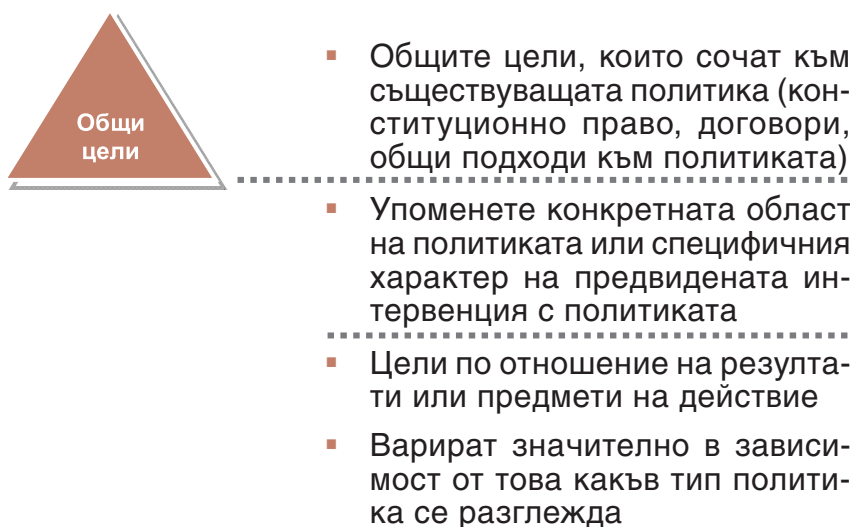 Общи
цели
▪ Общите цели, които сочат към
съществуващата политика (кон-
ституционно право, договори,
общи подходи към политиката)
▪ Упоменете конкретната област
на политиката или специфичния
характер на предвидената ин-
тервенция с политиката
▪ Цели по отношение на резулта-
ти или предмети на действие
▪ Варират значително в зависи-
мост от това какъв тип полити-
ка се разглежда